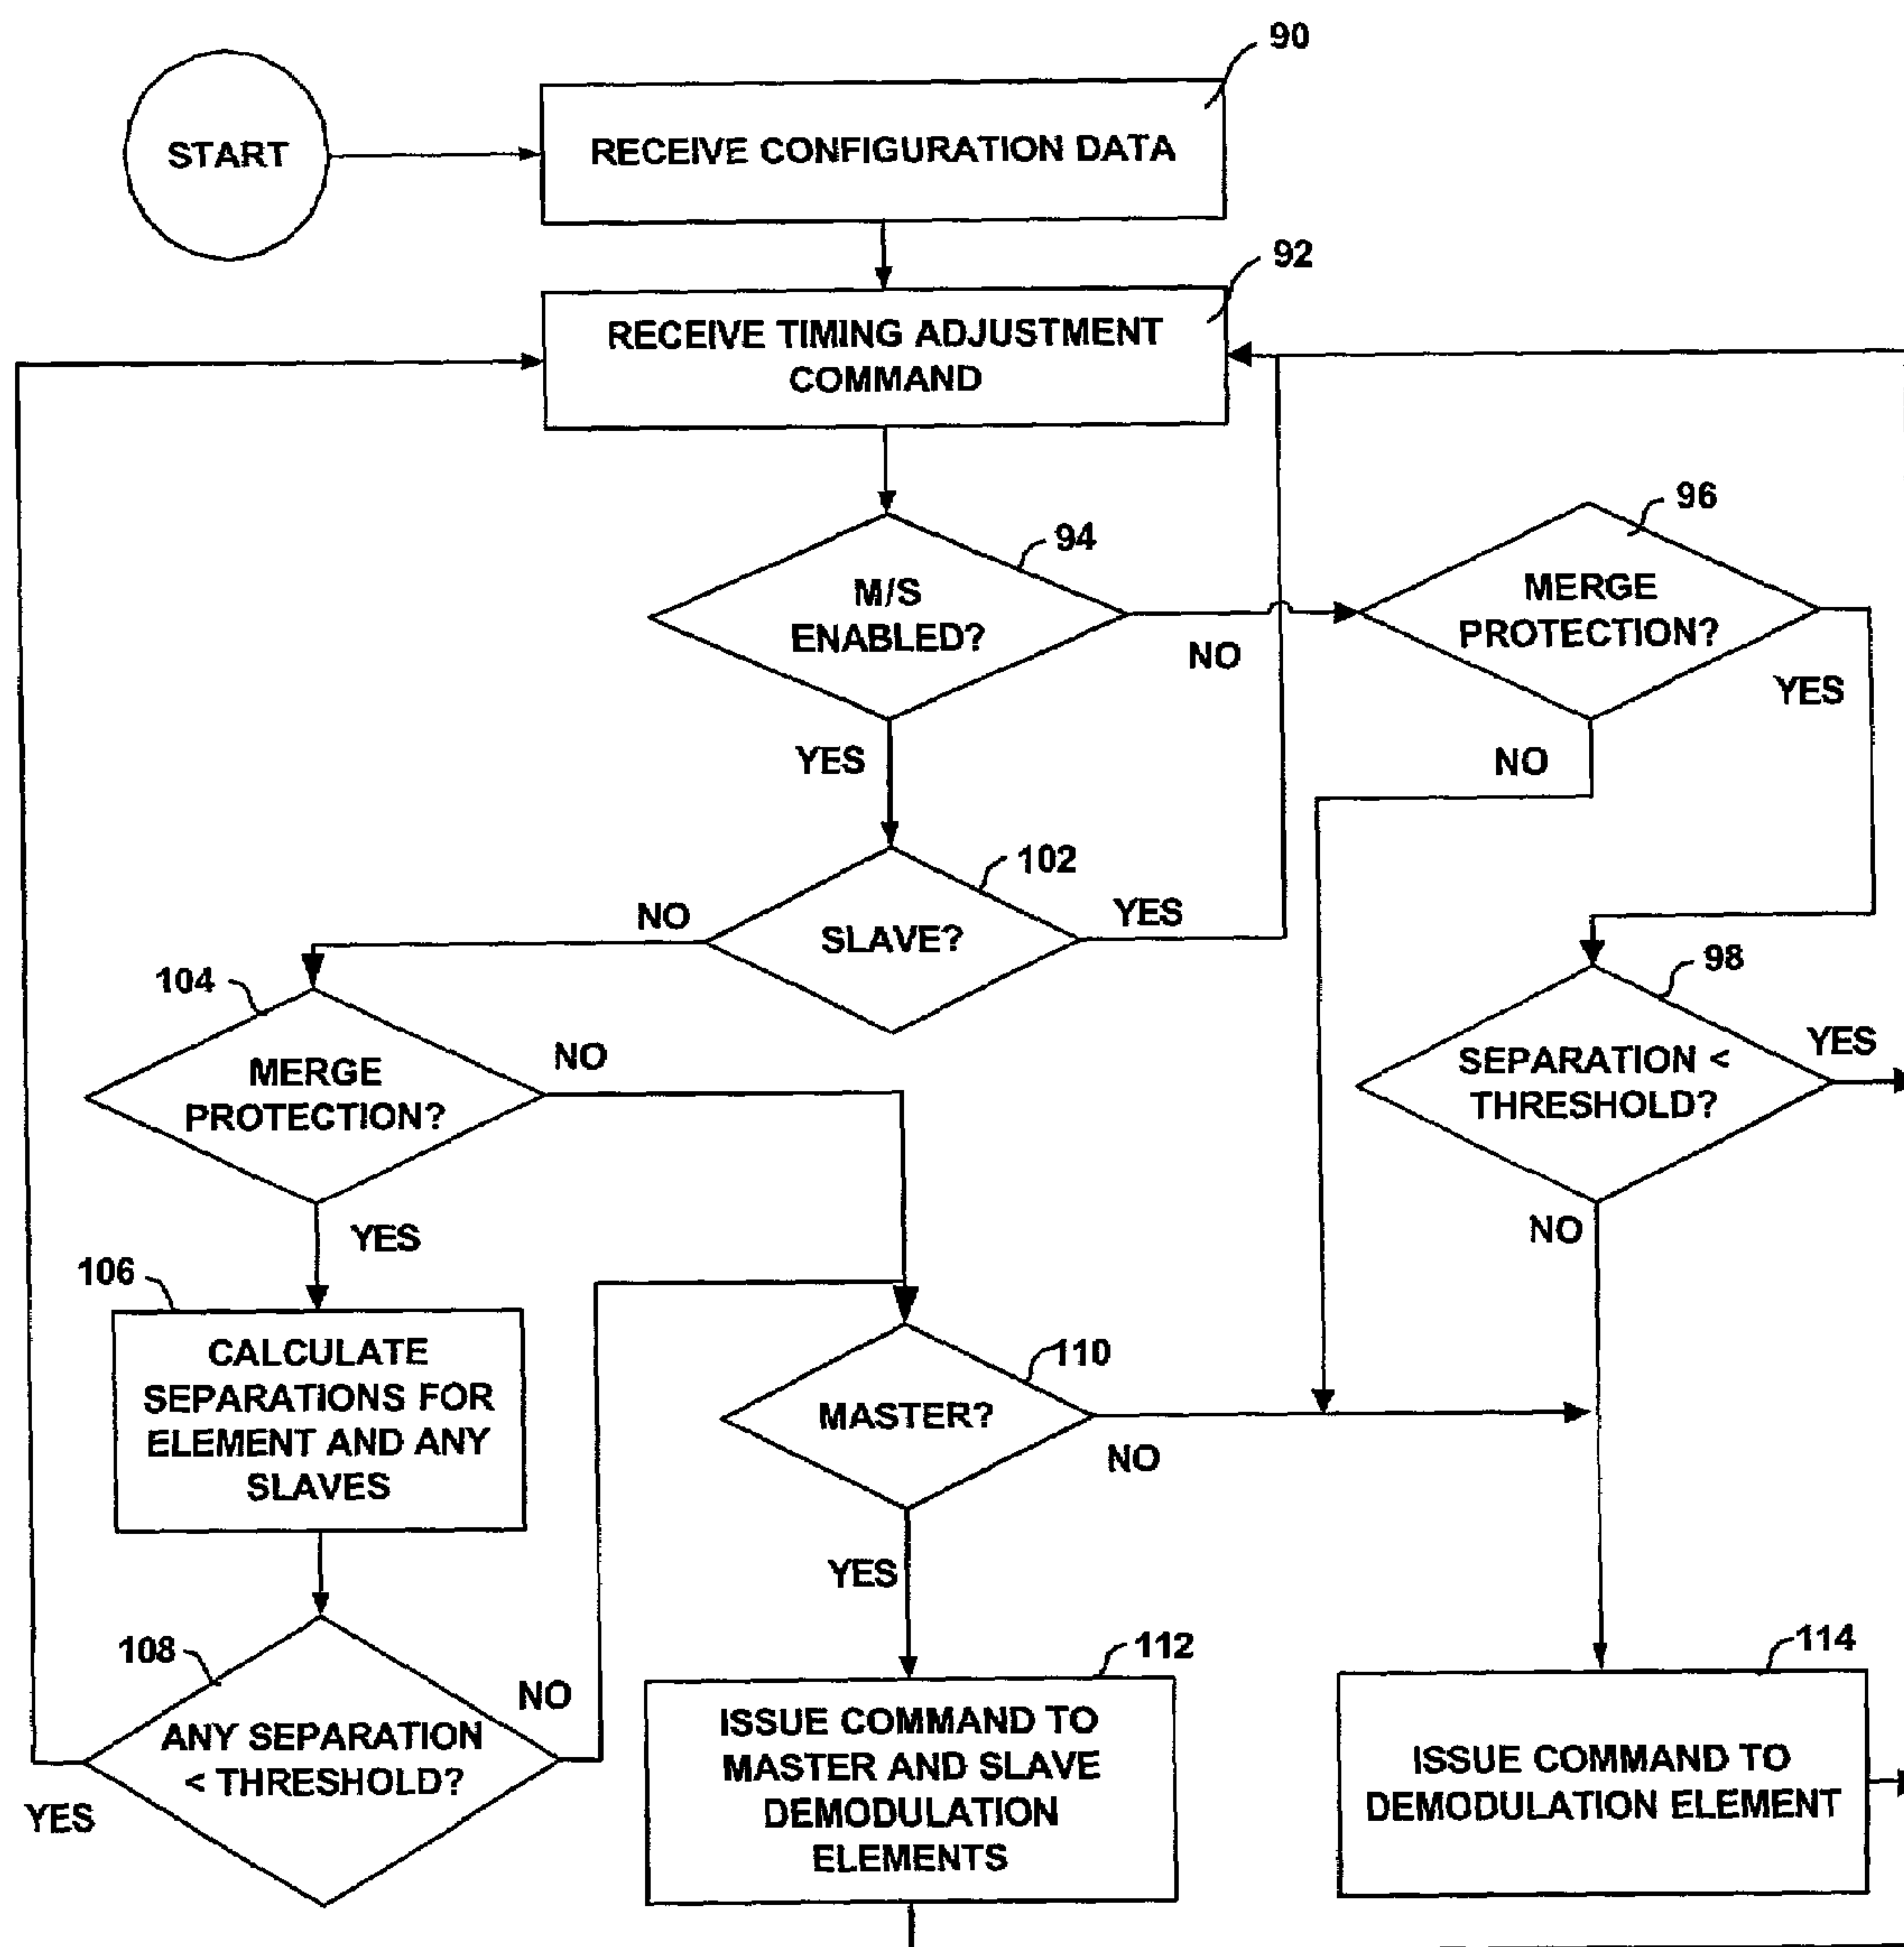 90
START
RECEIVE CONFIGURATION DATA
92
RECEIVE TIMING ADJUSTMENT
COMMAND
94
M/S
ENABLED?
NO
YES
96
MERGE
PROTECTION?
YES
NO
102
SLAVE?
NO
YES
98
SEPARATION <
THRESHOLD?
YES
NO
104
MERGE
PROTECTION?
NO
YES
106
CALCULATE
SEPARATIONS FOR
ELEMENT AND ANY
SLAVES
110
MASTER?
NO
YES
108
ANY SEPARATION
< THRESHOLD?
NO
YES
112
ISSUE COMMAND TO
MASTER AND SLAVE
DEMODULATION
ELEMENTS
114
ISSUE COMMAND TO
DEMODULATION ELEMENT